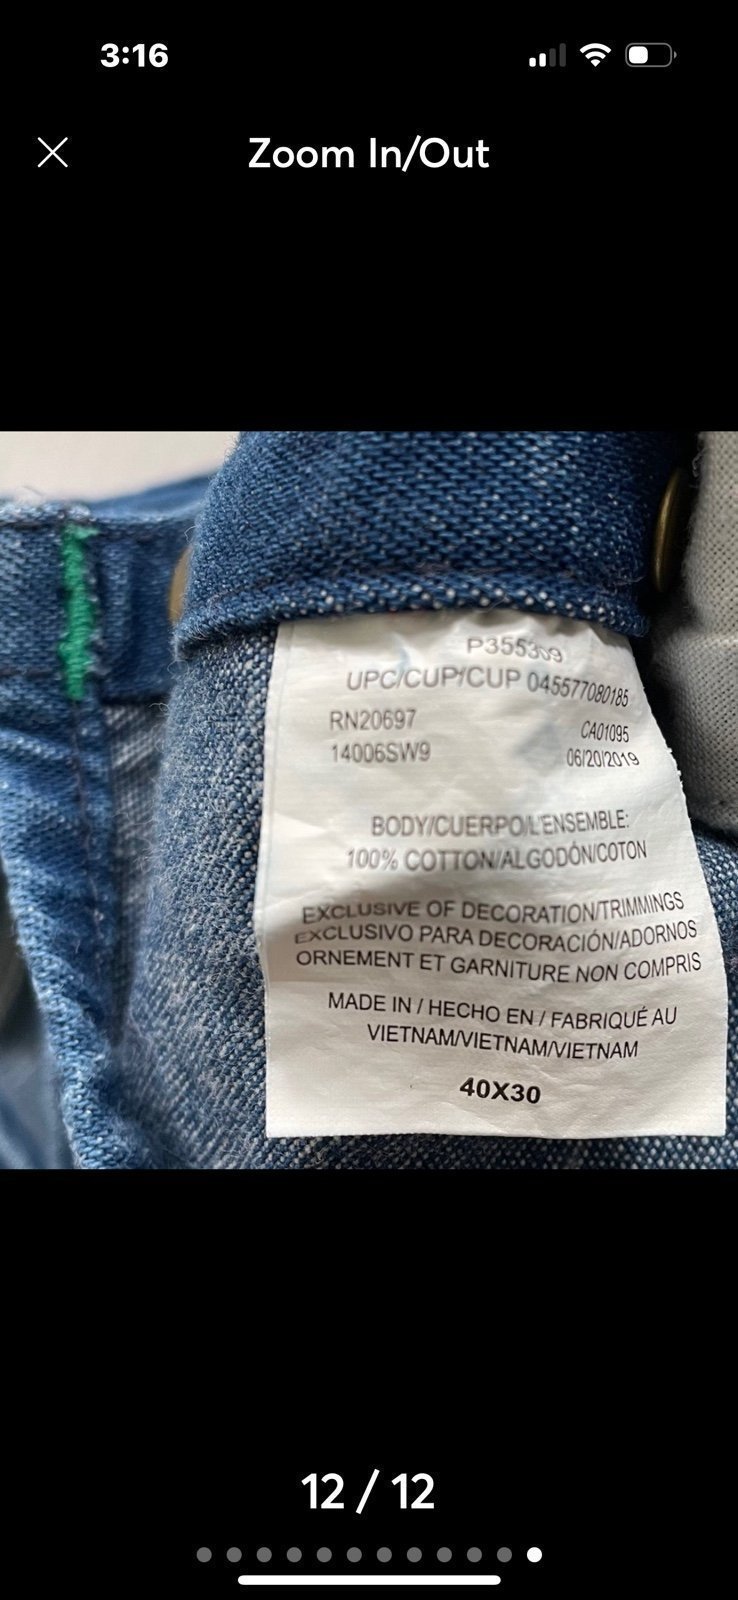 3:16
Zoom In/Out
P355309
UPC/CUP/CUP 045577080185
RN20697
CA01095
14006SW9
06/20/2019
BODY/CUERPO/L'ENSEMBLE:
100% COTTON/ALGODÓN/COTON
EXCLUSIVE OF DECORATION/TRIMMINGS
EXCLUSIVO PARA DECORACIÓN/ADORNOS
ORNEMENT ET GARNITURE NON COMPRIS
MADE IN / HECHO EN / FABRIQUÉ AU
VIETNAM/VIETNAM/VIETNAM
40X30
12 / 12